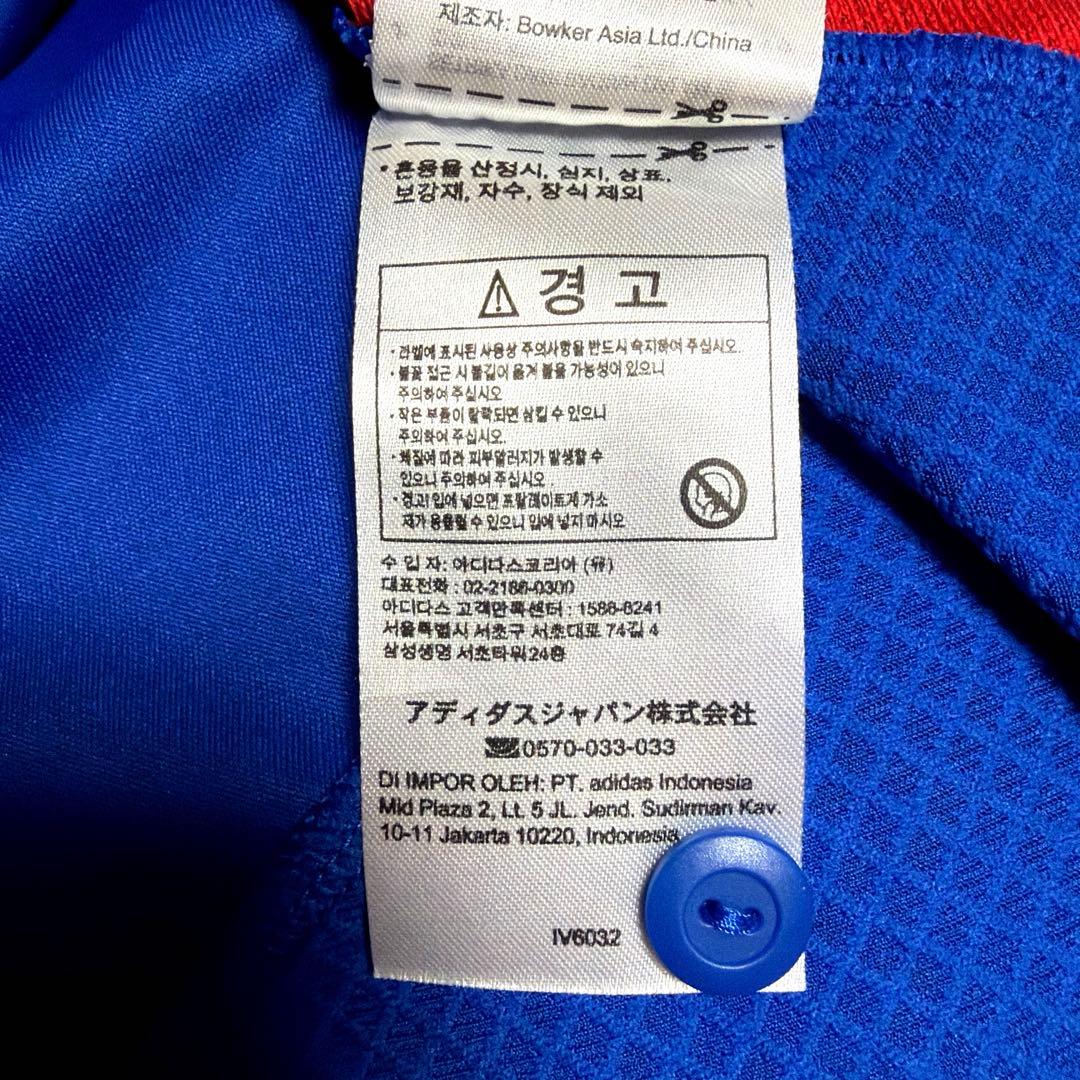 제조자: Bowker Asia Ltd./China
• 혼용율 산정시, 심지, 상표,
보강재, 자수, 장식 제외
경 고
• 라벨에 표시된 사용상 주의사항을 반드시 숙지하여 주십시오.
• 불꽃 접근 시 불길이 옮겨 붙을 가능성이 있으니
주의하여 주십시오
• 작은 부품이 탈락되면 삼킬 수 있으니
주의하여 주십시오.
• 체질에 따라 피부알러지가 발생할 수
있으니 주의하여 주십시오
• 경고! 입에 넣으면 프탈레이트계 가소
제가 용출될 수 있으니 입에 넣지 마시오
수 입 자: 아디다스코리아 (유)
대표전화 : 02-2186-0300
아디다스 고객만족센터 : 1588-8241
서울특별시 서초구 서초대로 74길 4
삼성생명 서초타워 24층
アディダスジャパン株式会社
0570-033-033
DI IMPOR OLEH: PT. adidas Indonesia
Mid Plaza 2, Lt. 5 JL. Jend. Sudirman Kav.
10-11 Jakarta 10220, Indonesia
IV6032